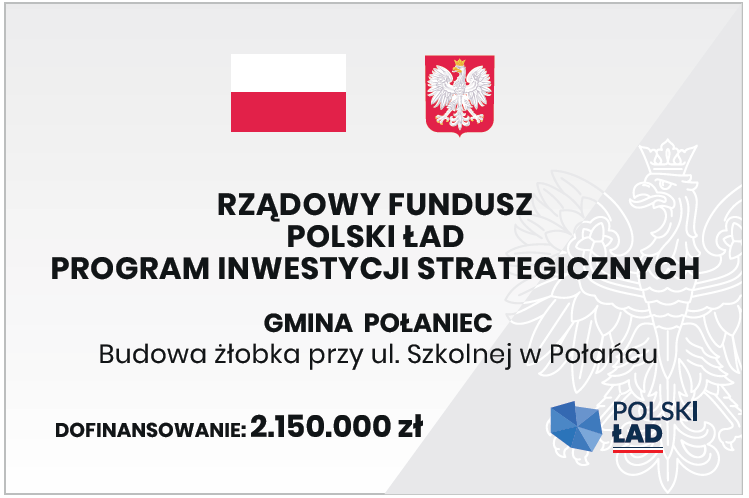 RZĄDOWY FUNDUSZ
POLSKI ŁAD
PROGRAM INWESTYCJI STRATEGICZNYCH
GMINA POŁANIEC
Budowa żłobka przy ul. Szkolnej w Połańcu
DOFINANSOWANIE: 2.150.000 zł
POLSKI
ŁAD